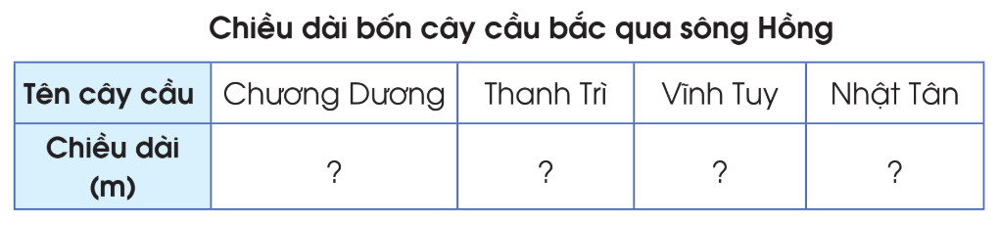 Chiều dài bốn cây cầu bắc qua sông Hồng
Tên cây cầu Chương Dương Thanh Trì Vĩnh Tuy Nhật Tân
Chiều dài
(m) ? ? ? ?